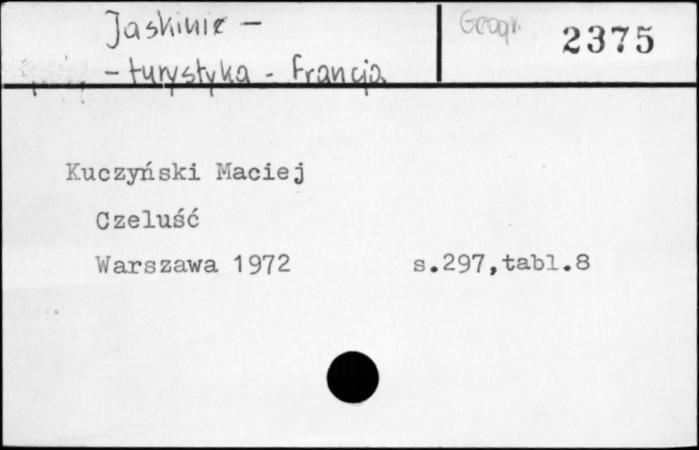 Jaskinie –
– turystyka - Francja.
Geogr.
2375
Kuczyński Maciej
Czeluść
Warszawa 1972 s.297,tabl.8